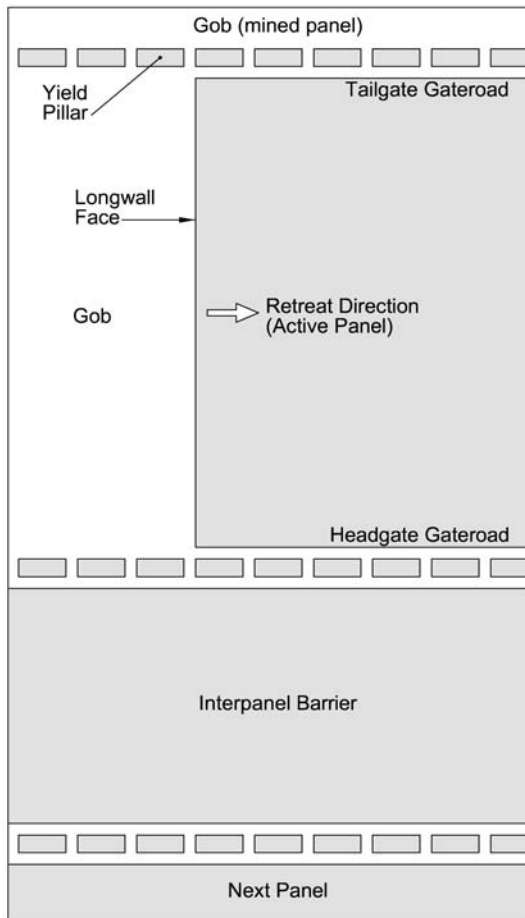 Gob (mined panel)
Yield
Pillar
Tailgate Gateroad
Longwall
Face
Gob
Retreat Direction
(Active Panel)
Headgate Gateroad
Interpanel Barrier
Next Panel